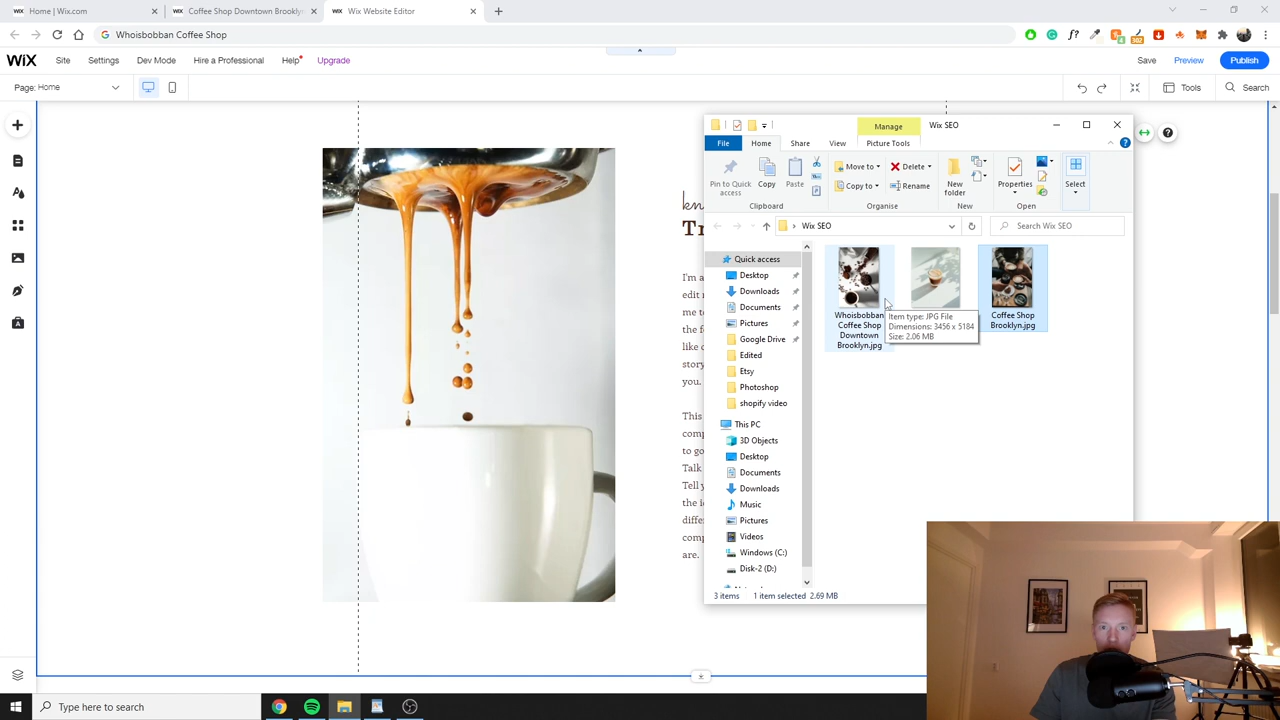 Home | Wix.com
Coffee Shop Downtown Brooklyn
Wix Website Editor
Whoisbobban Coffee Shop
WiX
Site
Settings
Dev Mode
Hire a Professional
Help
Upgrade
Save
Preview
Publish
Page: Home
Tools
Search
Manage
Wix SEO
File
Home
Share
View
Picture Tools
Pin to Quick access
Copy
Paste
Move to
Copy to
Delete
Rename
New folder
Properties
Select
Clipboard
Organise
New
Open
Wix SEO
Search Wix SEO
Quick access
Desktop
Downloads
Documents
Pictures
Google Drive
Edited
Etsy
Photoshop
shopify video
This PC
3D Objects
Desktop
Documents
Downloads
Music
Pictures
Videos
Windows (C:)
Disk-2 (D:)
Whoisbobban
Coffee Shop
Downtown
Brooklyn.jpg
Item type: JPG File
Dimensions: 3456 x 5184
Size: 2.06 MB
Coffee Shop
Brooklyn.jpg
3 items
1 item selected 2.69 MB
I'm a
edit
me to
the
like
story
you.
This
to go
Talk
Tell
the
are.
Type here to search